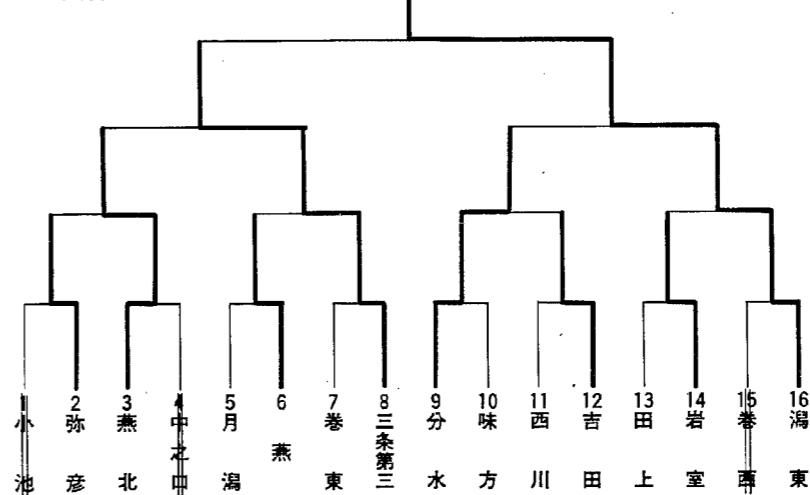 1 小池
2 弥彦
3 燕北
4 中之口
5 月潟
6 燕
7 巻東
8 三条第三
9 分水
10 味方
11 西川
12 吉田
13 田上
14 岩室
15 巻西
16 潟東